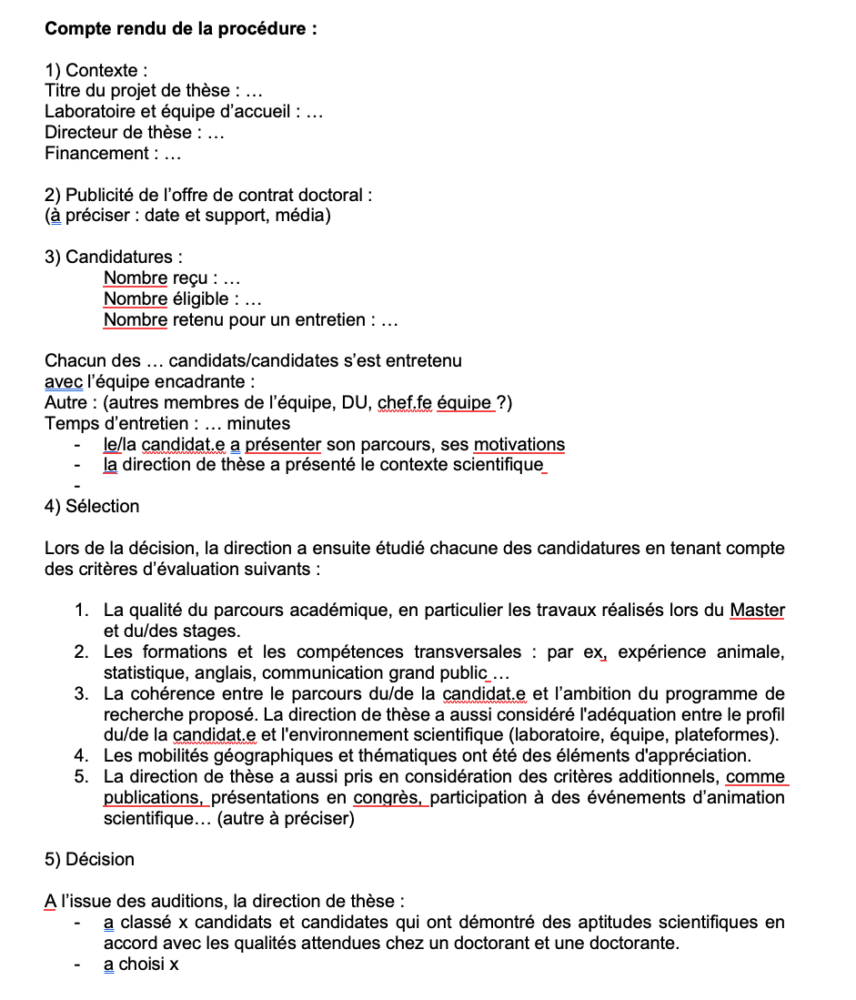 Compte rendu de la procédure :
1) Contexte :
Titre du projet de thèse : …
Laboratoire et équipe d’accueil : …
Directeur de thèse : …
Financement : …
2) Publicité de l’offre de contrat doctoral :
(à préciser : date et support, média)
3) Candidatures :
Nombre reçu : …
Nombre éligible : …
Nombre retenu pour un entretien : …
Chacun des … candidats/candidates s’est entretenu
avec l’équipe encadrante :
Autre : (autres membres de l’équipe, DU, chef.fe équipe ?)
Temps d’entretien : … minutes
- le/la candidat.e a présenter son parcours, ses motivations
- la direction de thèse a présenté le contexte scientifique
-
4) Sélection
Lors de la décision, la direction a ensuite étudié chacune des candidatures en tenant compte
des critères d’évaluation suivants :
1. La qualité du parcours académique, en particulier les travaux réalisés lors du Master
et du/des stages.
2. Les formations et les compétences transversales : par ex, expérience animale,
statistique, anglais, communication grand public …
3. La cohérence entre le parcours du/de la candidat.e et l’ambition du programme de
recherche proposé. La direction de thèse a aussi considéré l'adéquation entre le profil
du/de la candidat.e et l'environnement scientifique (laboratoire, équipe, plateformes).
4. Les mobilités géographiques et thématiques ont été des éléments d'appréciation.
5. La direction de thèse a aussi pris en considération des critères additionnels, comme
publications, présentations en congrès, participation à des événements d’animation
scientifique… (autre à préciser)
5) Décision
A l’issue des auditions, la direction de thèse :
- a classé x candidats et candidates qui ont démontré des aptitudes scientifiques en
accord avec les qualités attendues chez un doctorant et une doctorante.
- a choisi x